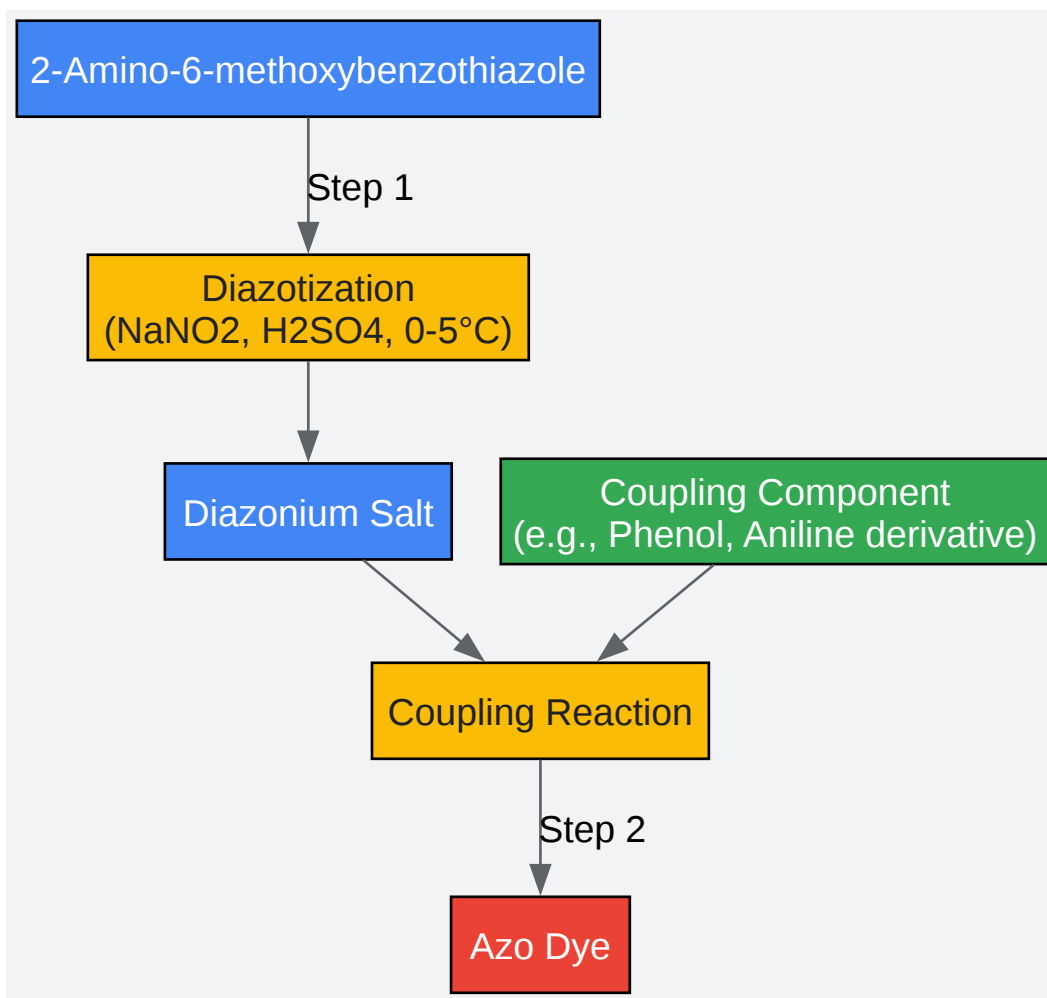 2-Amino-6-methoxybenzothiazole
Step 1
Diazotization
(NaNO2, H2SO4, 0-5°C)
Diazonium Salt
Coupling Component
(e.g., Phenol, Aniline derivative)
Coupling Reaction
Step 2
Azo Dye